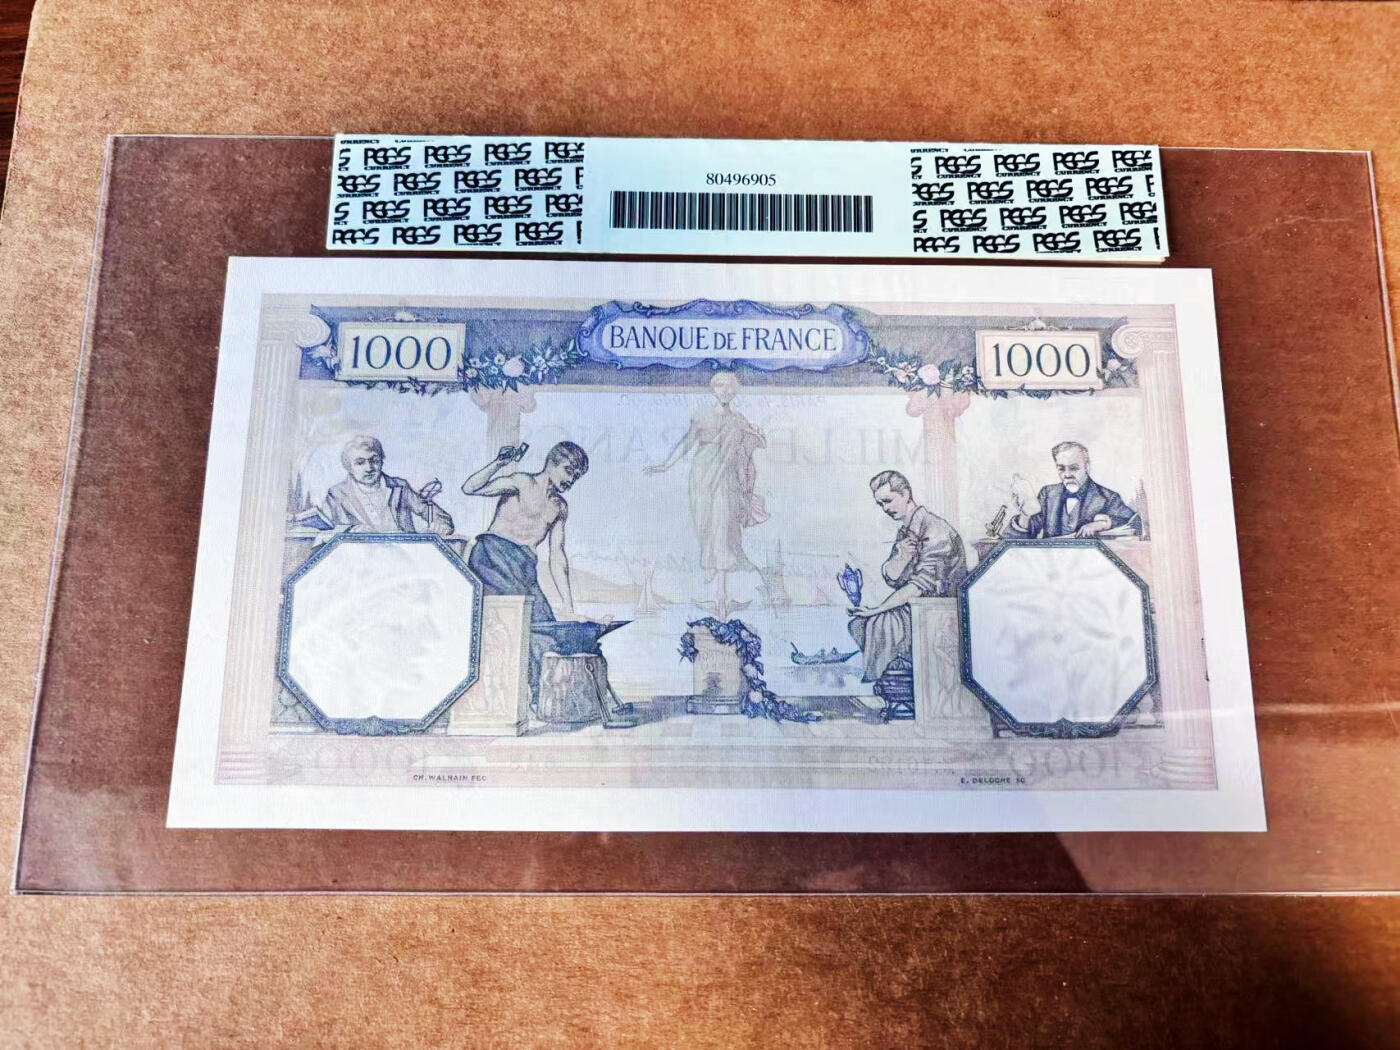 PCGS CURRENCY
80496905
BANQUE DE FRANCE
1000
1000
CH. WALHAIN FEC
E. DELOCHE SC